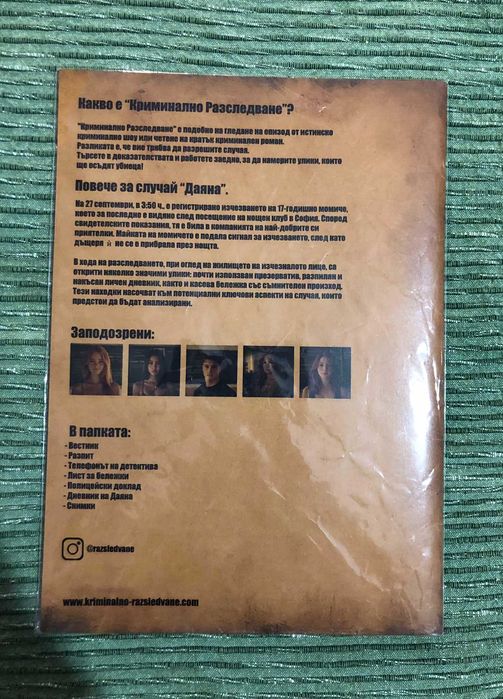 Какво е "Криминално Разследване"?
"Криминално Разследване" е подобно на гледане на епизод от истинско
криминално шоу или четене на кратък криминален роман.
Разликата е, че вие трябва да разрешите случая.
Търсете в доказателствата и работете заедно, за да намерите улики, които
ще осъдят убиеца!
Повече за случай "Даяна".
На 27 септември, в 3:50 ч., е регистрирано изчезването на 17-годишно момиче,
което за последно е видяно след посещение на нощен клуб в София. Според
свидетелските показания, тя е била в компанията на най-добрите си
приятелки. Майката на момичето е подала сигнал за изчезването, след като
дъщеря ѝ не се е прибрала през нощта.
В хода на разследването, при оглед на жилището на изчезналото лице, са
открити няколко значими улики: почти използван презерватив, разпилян и
накъсан личен дневник, както и касова бележка със съмнителен произход.
Тези находки насочват към потенциални ключови аспекти на случая, които
предстои да бъдат анализирани.
Заподозрени:
В папката:
- Вестник
- Разпит
- Телефонът на детектива
- Лист за бележки
- Полицейски доклад
- Дневник на Даяна
- Снимки
@razsledvane
www.kriminalno-razsledvane.com